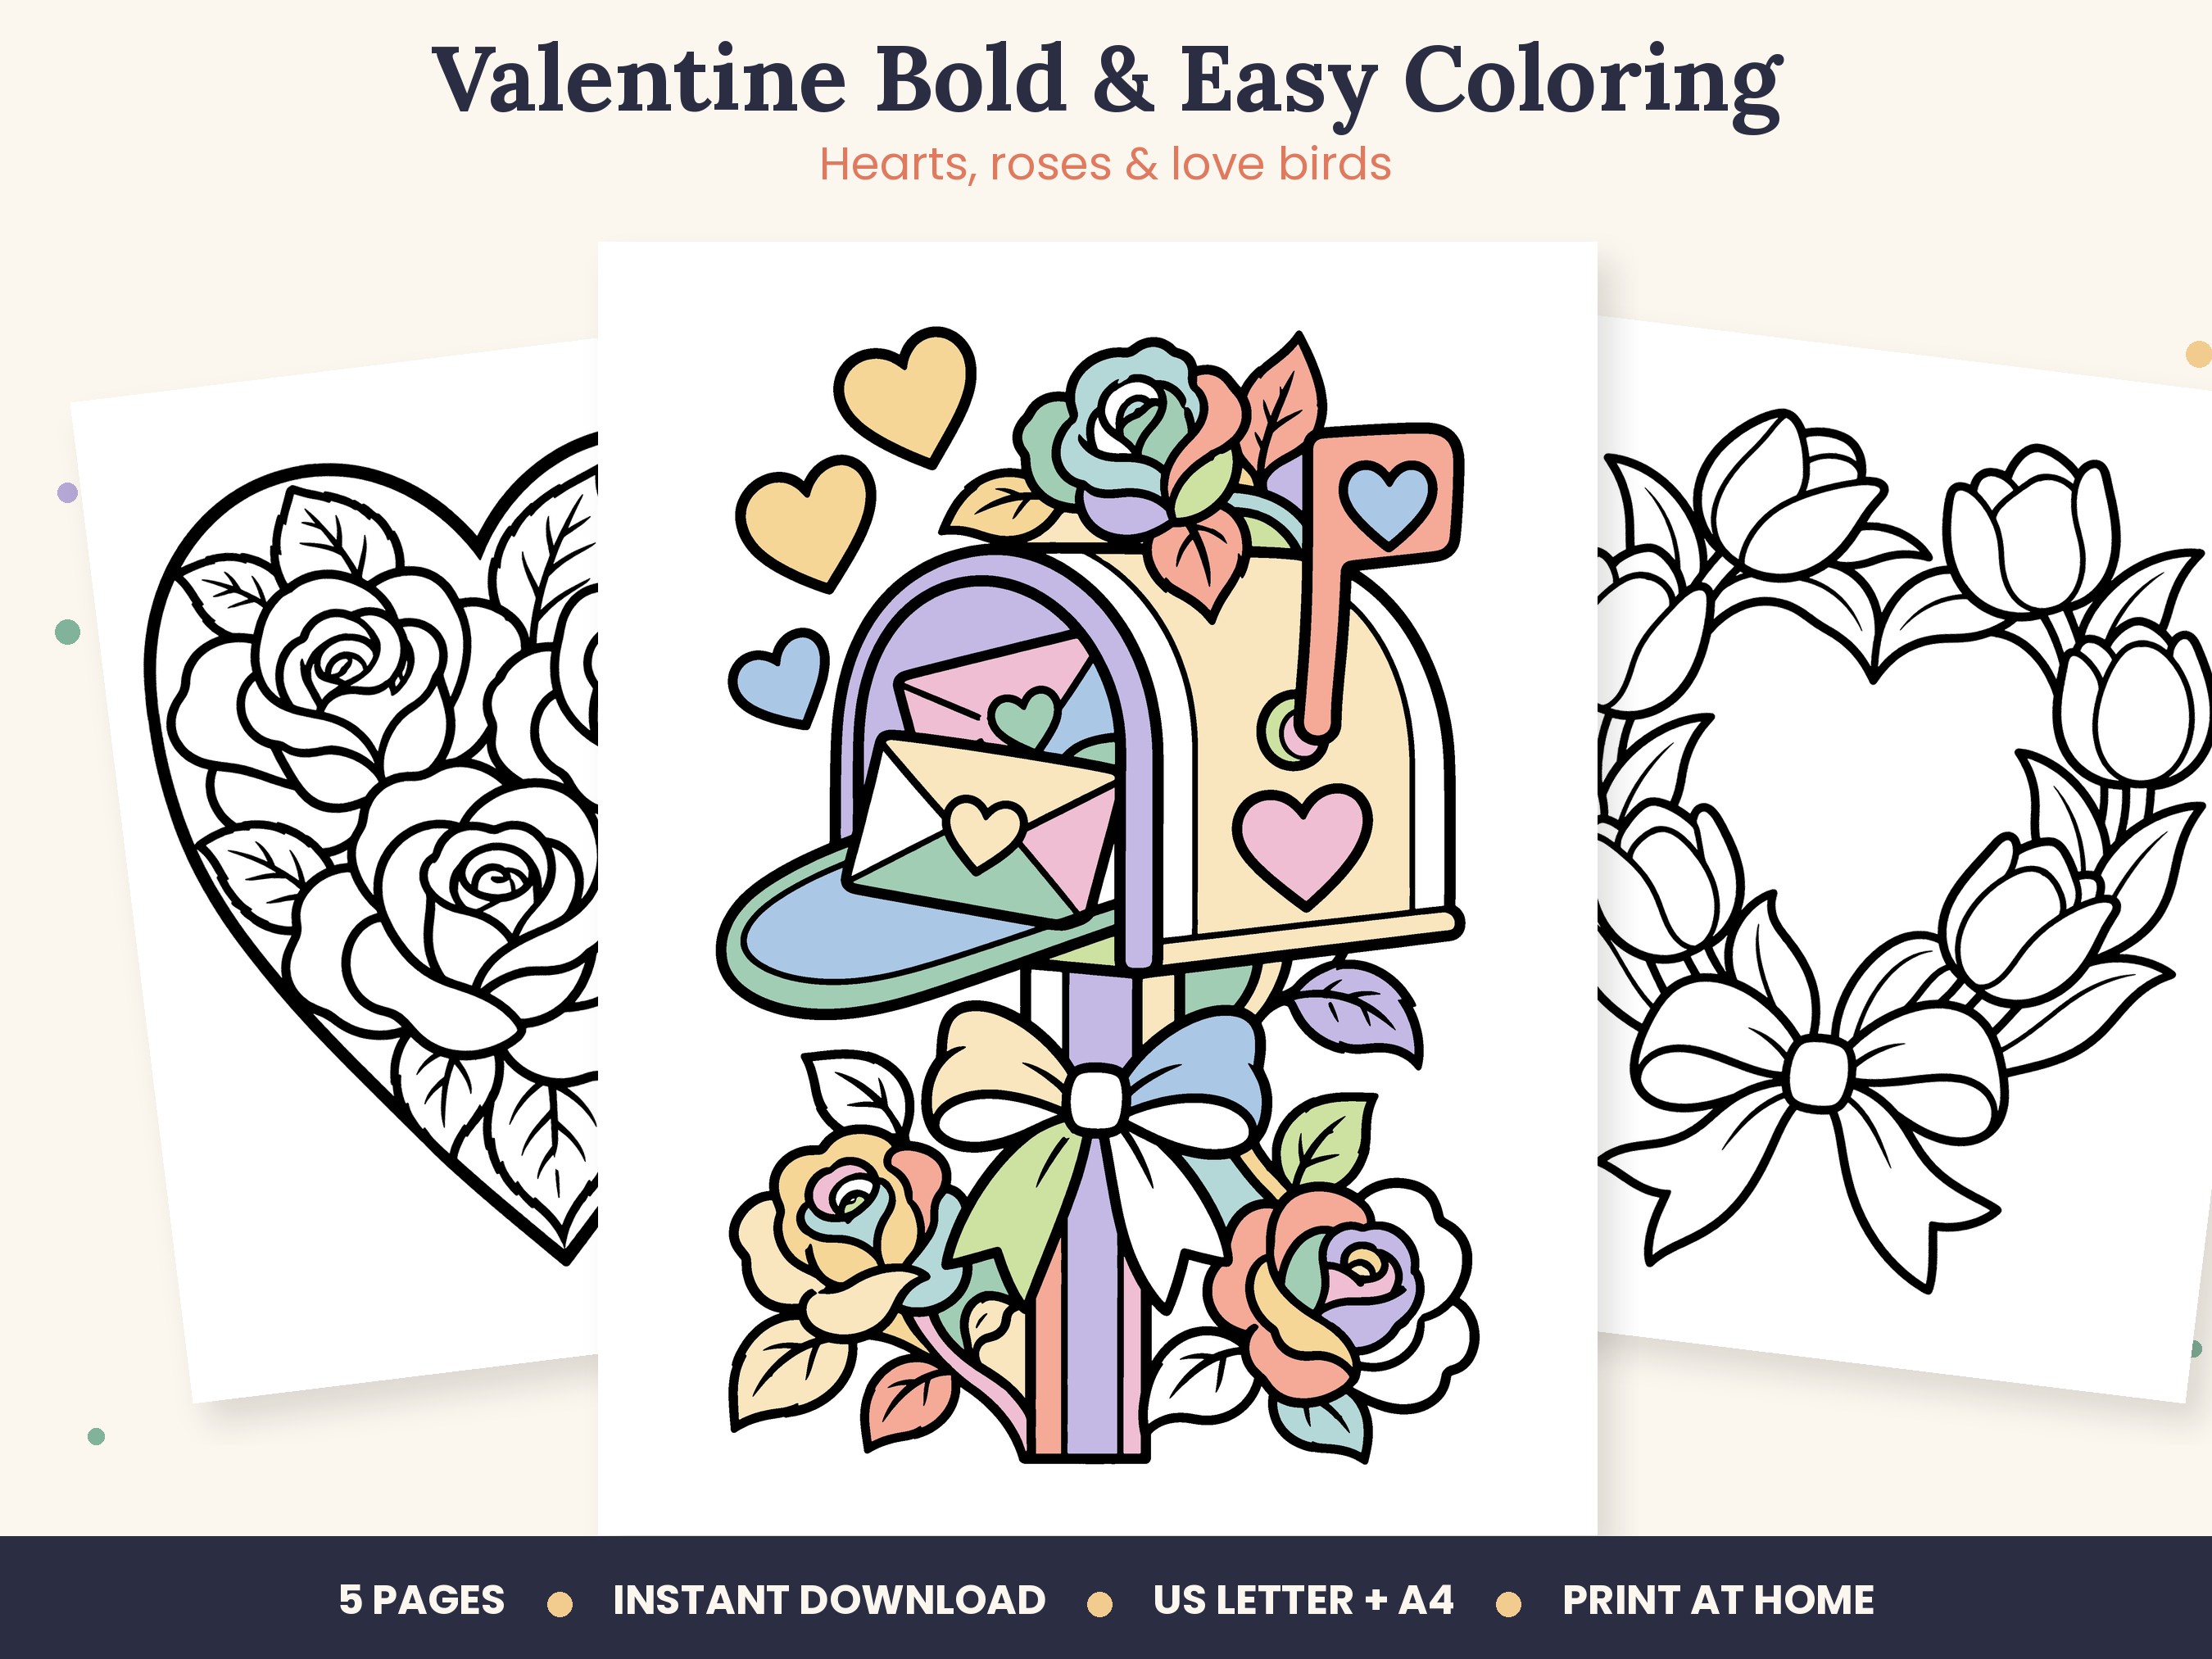 Valentine Bold & Easy Coloring
Hearts, roses & love birds
5 PAGES ● INSTANT DOWNLOAD ● US LETTER + A4 ● PRINT AT HOME